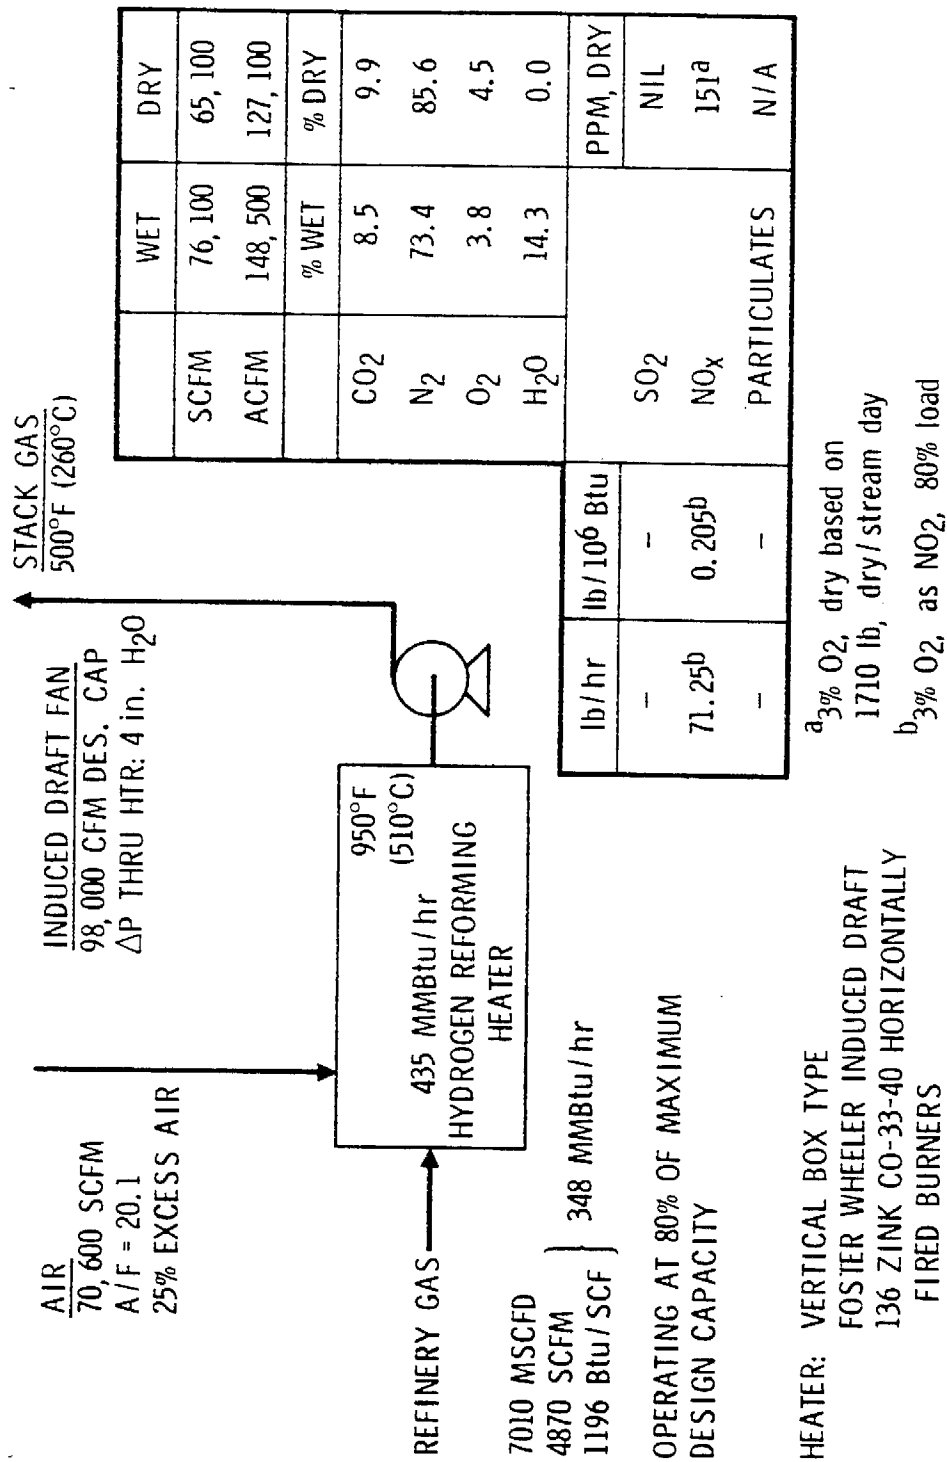 AIR
70,600 SCFM
A/F = 20.1
25% EXCESS AIR
INDUCED DRAFT FAN
98,000 CFM DES. CAP
ΔP THRU HTR: 4 in. H2O
STACK GAS
500°F (260°C)
REFINERY GAS
7010 MSCFD
4870 SCFM
1196 Btu/SCF
348 MMBtu/hr
950°F
(510°C)
435 MMBtu/hr
HYDROGEN REFORMING
HEATER
OPERATING AT 80% OF MAXIMUM
DESIGN CAPACITY
HEATER: VERTICAL BOX TYPE
FOSTER WHEELER INDUCED DRAFT
136 ZINK CO-33-40 HORIZONTALLY
FIRED BURNERS
WET DRY
SCFM 76,100 65,100
ACFM 148,500 127,100
% WET % DRY
CO2 8.5 9.9
N2 73.4 85.6
O2 3.8 4.5
H2O 14.3 0.0
lb/hr lb/10^6 Btu PPM, DRY
- - SO2 NIL
71.25b 0.205b NOX 151a
- - PARTICULATES N/A
a3% O2, dry based on
1710 lb, dry/stream day
b3% O2, as NO2, 80% load